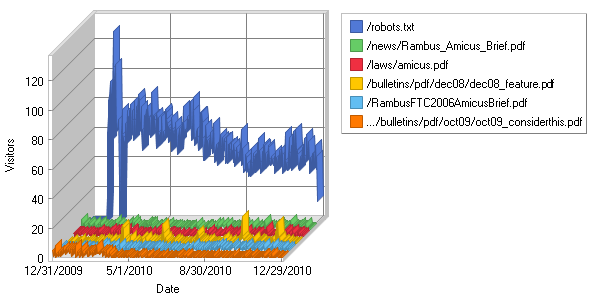 /robots.txt
/news/Rambus_Amicus_Brief.pdf
/laws/amicus.pdf
/bulletins/pdf/dec08/dec08_feature.pdf
/RambusFTC2006AmicusBrief.pdf
.../bulletins/pdf/oct09/oct09_considerthis.pdf
Visitors
120
100
80
60
40
20
0
12/31/2009 5/1/2010 8/30/2010 12/29/2010
Date